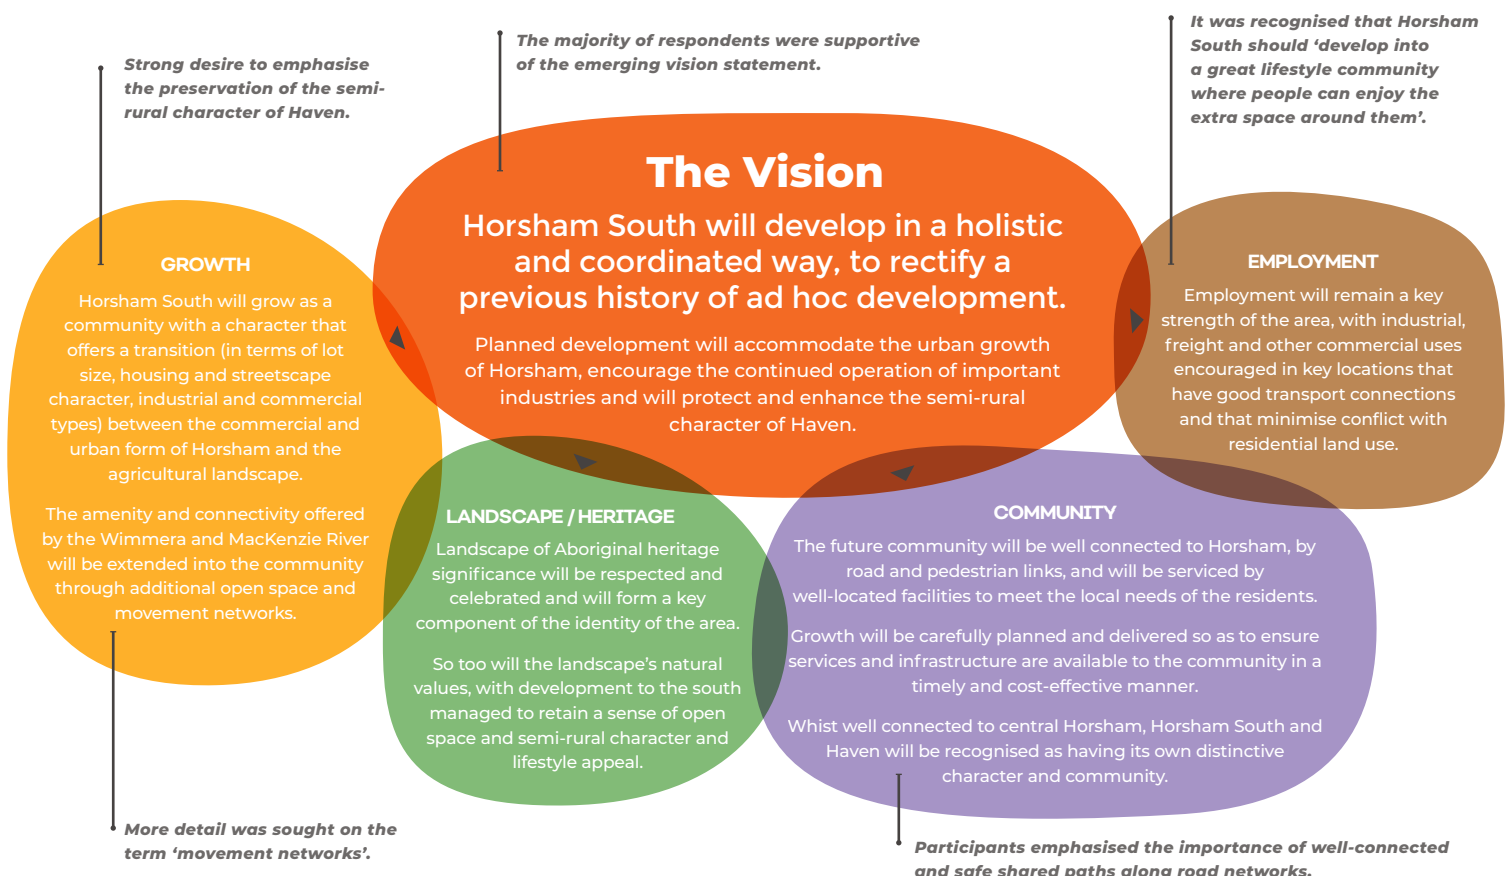 Strong desire to emphasise
the preservation of the semi-
rural character of Haven.
The majority of respondents were supportive
of the emerging vision statement.
It was recognised that Horsham
South should ‘develop into
a great lifestyle community
where people can enjoy the
extra space around them’.
The Vision
Horsham South will develop in a holistic
and coordinated way, to rectify a
previous history of ad hoc development.
Planned development will accommodate the urban growth
of Horsham, encourage the continued operation of important
industries and will protect and enhance the semi-rural
character of Haven.
GROWTH
Horsham South will grow as a
community with a character that
offers a transition (in terms of lot
size, housing and streetscape
character, industrial and commercial
types) between the commercial and
urban form of Horsham and the
agricultural landscape.
The amenity and connectivity offered
by the Wimmera and MacKenzie River
will be extended into the community
through additional open space and
movement networks.
EMPLOYMENT
Employment will remain a key
strength of the area, with industrial,
freight and other commercial uses
encouraged in key locations that
have good transport connections
and that minimise conflict with
residential land use.
LANDSCAPE / HERITAGE
Landscape of Aboriginal heritage
significance will be respected and
celebrated and will form a key
component of the identity of the area.
So too will the landscape’s natural
values, with development to the south
managed to retain a sense of open
space and semi-rural character and
lifestyle appeal.
COMMUNITY
The future community will be well connected to Horsham, by
road and pedestrian links, and will be serviced by
well-located facilities to meet the local needs of the residents.
Growth will be carefully planned and delivered so as to ensure
services and infrastructure are available to the community in a
timely and cost-effective manner.
Whist well connected to central Horsham, Horsham South and
Haven will be recognised as having its own distinctive
character and community.
More detail was sought on the
term ‘movement networks’.
Participants emphasised the importance of well-connected
and safe shared paths along road networks.